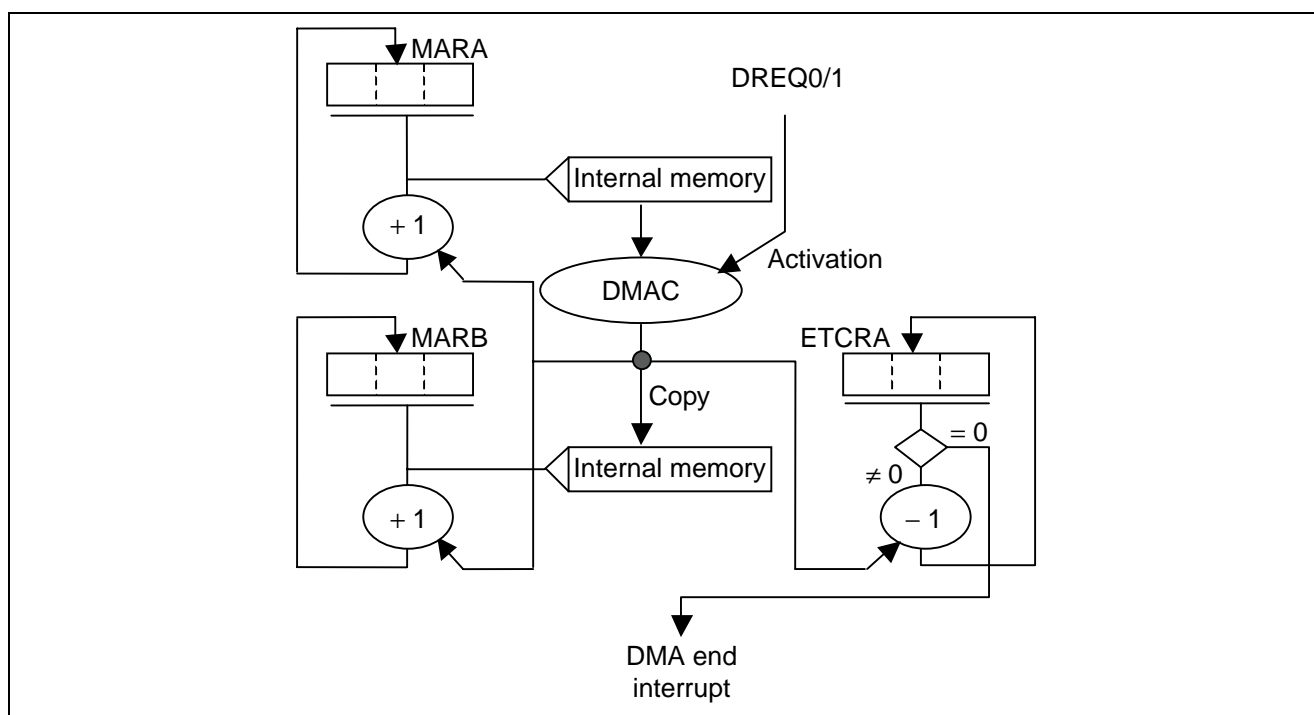 MARA
DREQ0/1
Internal memory
+ 1
Activation
DMAC
MARB
ETCRA
Copy
= 0
Internal memory
≠ 0
+ 1
− 1
DMA end
interrupt